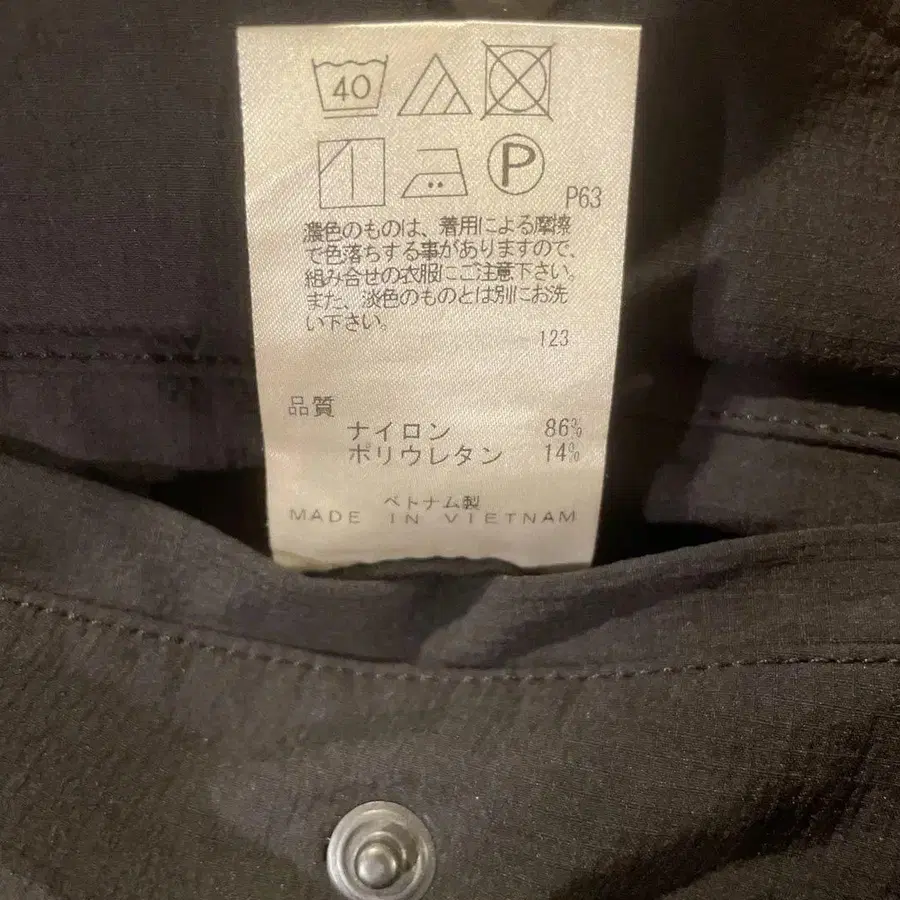 40
P
P63
濃色のものは、着用による摩擦
で色落ちする事がありますので、
組み合せの衣服にご注意下さい。
また、淡色のものとは別にお洗
い下さい。
123
品質
ナイロン 86%
ポリウレタン 14%
ベトナム製
MADE IN VIETNAM